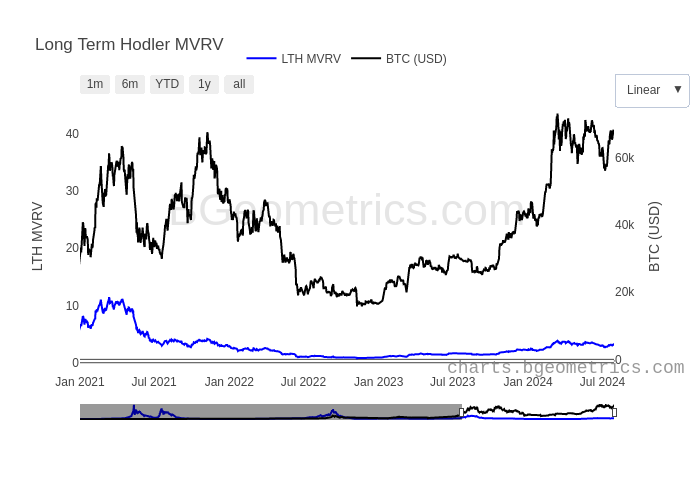 Long Term Hodler MVRV
LTH MVRV
BTC (USD)
1m 6m YTD 1y all
Linear ▼
40
30
20
10
0
LTH MVRV
60k
40k
20k
0
BTC (USD)
BGeometrics.com
Jan 2021 Jul 2021 Jan 2022 Jul 2022 Jan 2023 Jul 2023 Jan 2024 Jul 2024
charts.bgeometrics.com